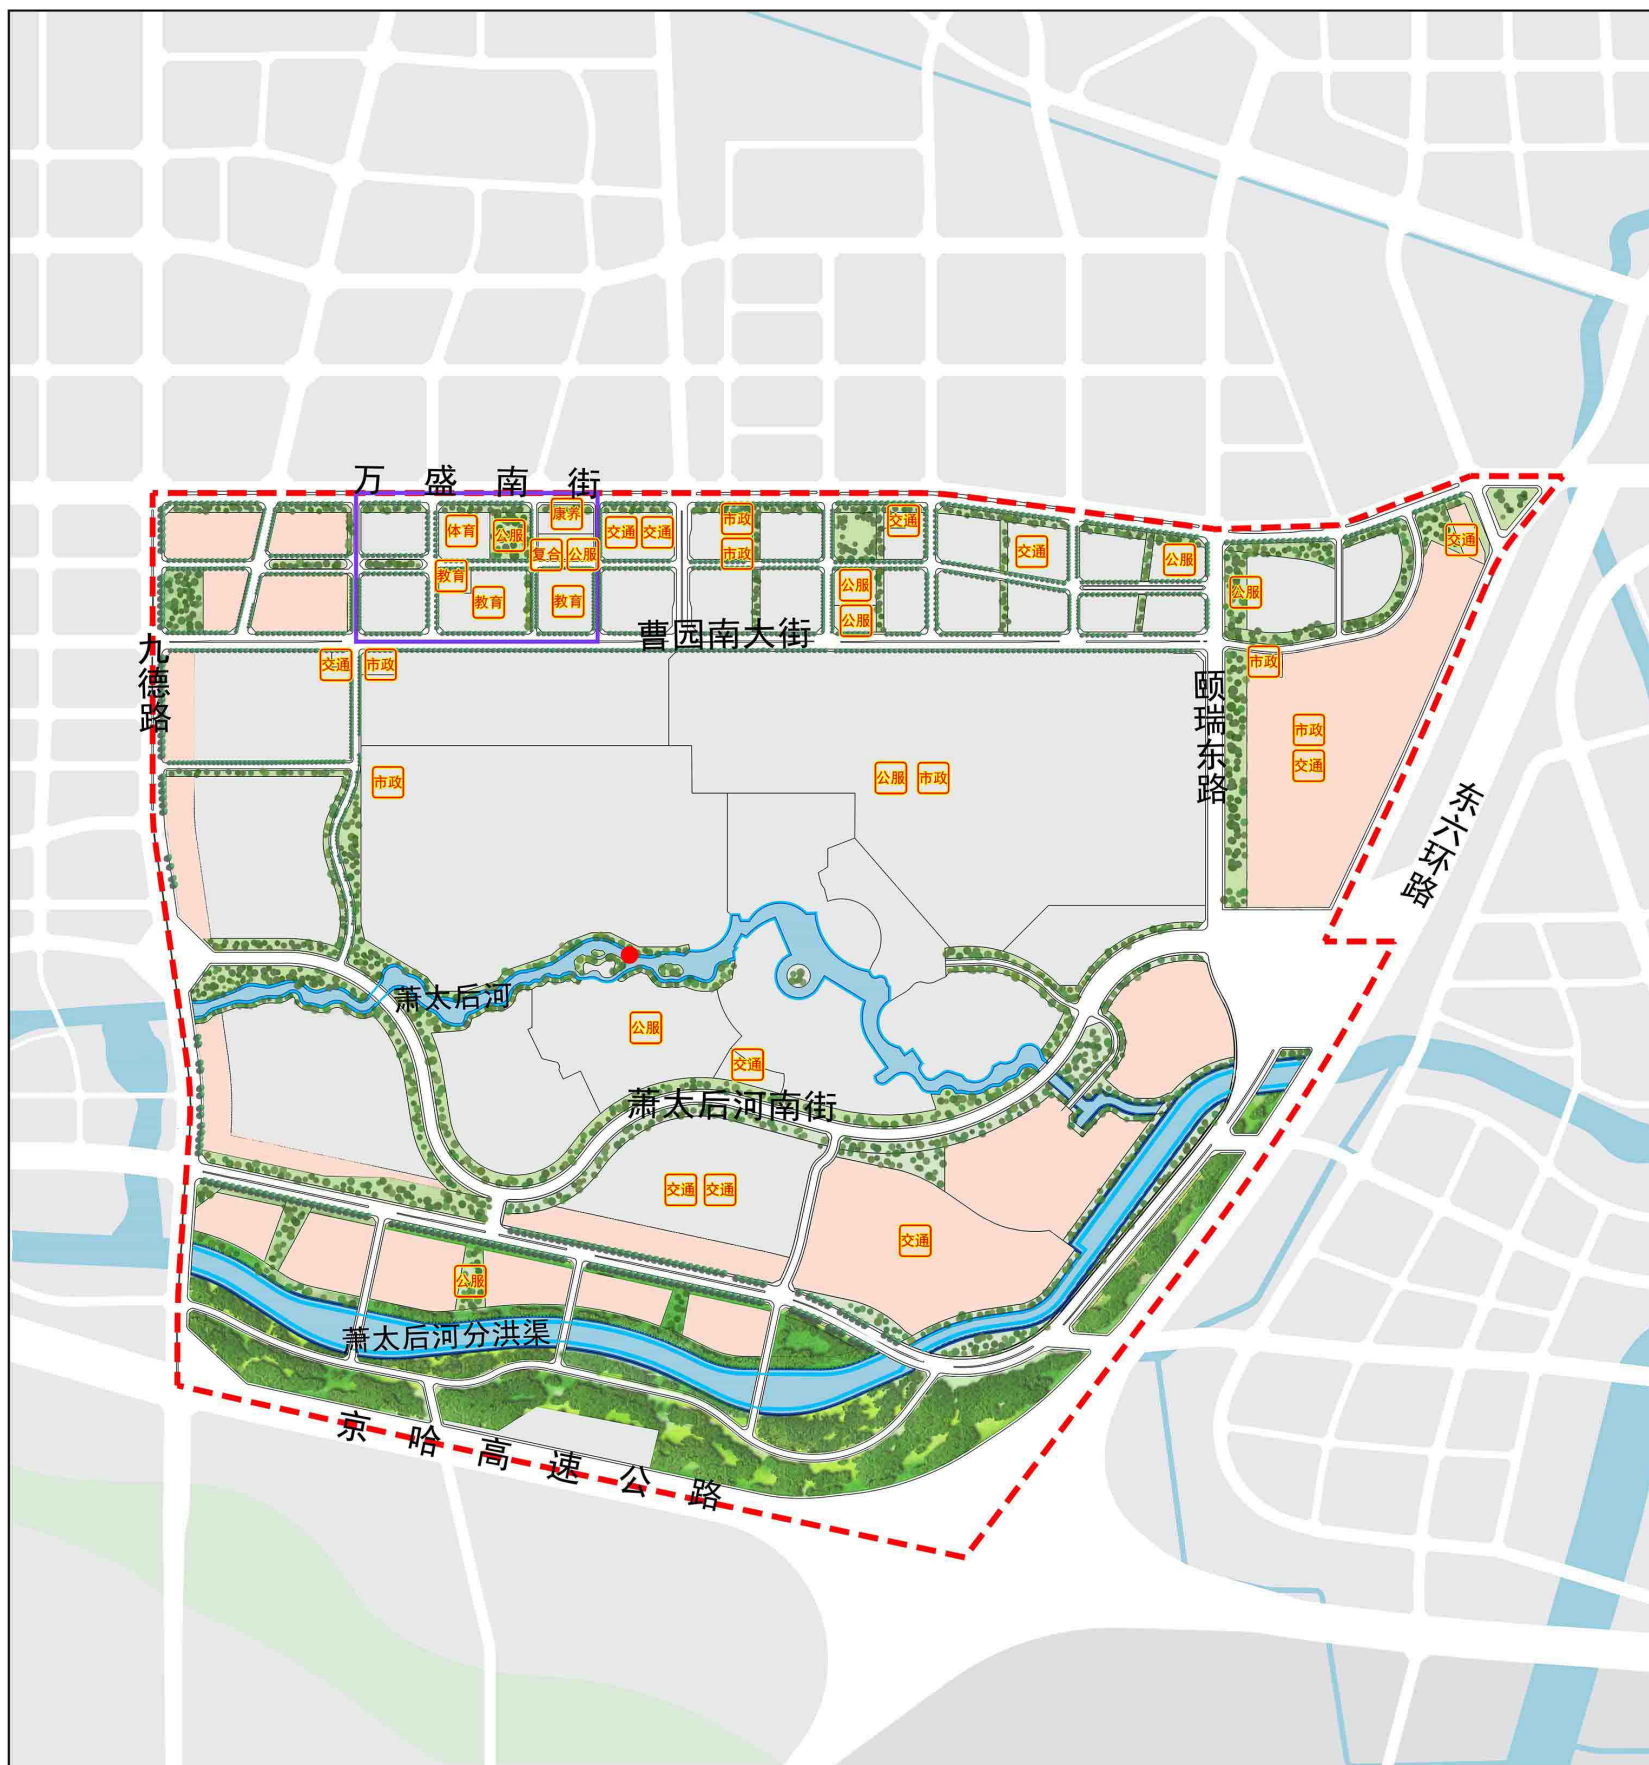 万盛南街
康养
体育
公服
交通
交通
市政
交通
复合
公服
市政
交通
公服
交通
教育
教育
教育
公服
公服
公服
曹园南大街
九德路
交通
市政
市政
颐瑞东路
市政
交通
市政
公服
市政
东六环路
萧太后河
公服
交通
萧太后河南街
交通
交通
交通
公服
萧太后河分洪渠
京哈高速公路